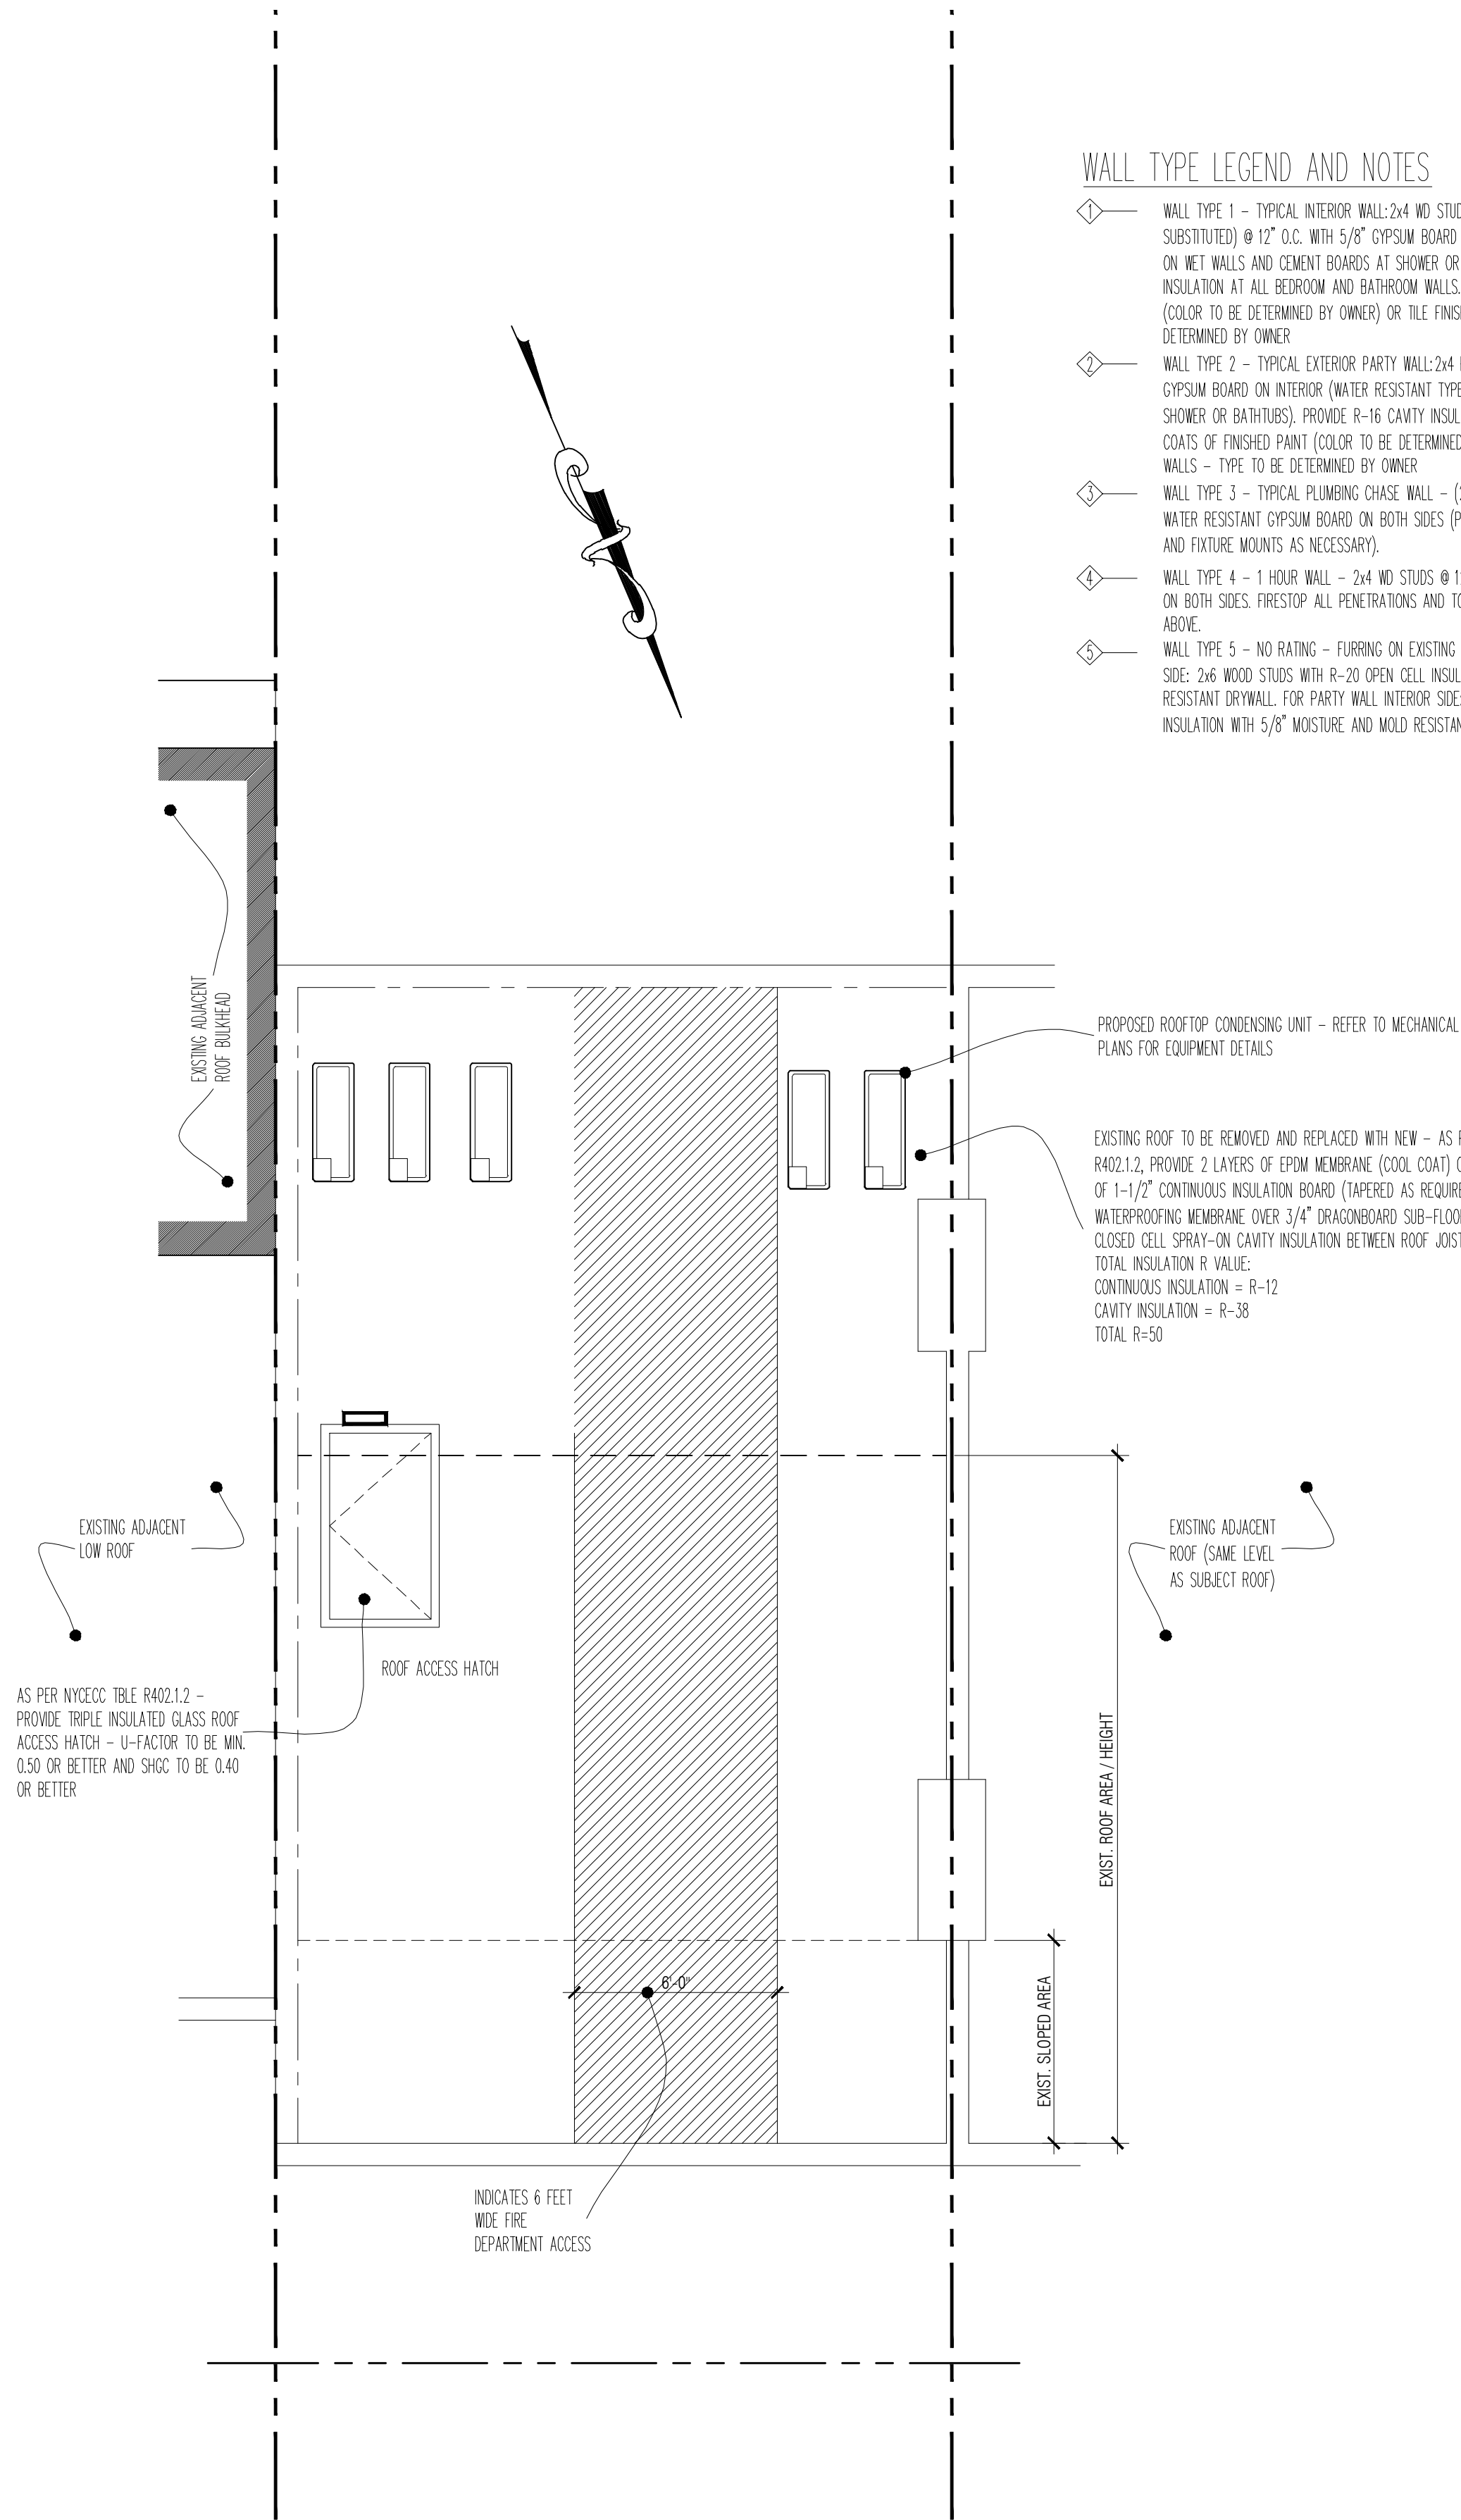 WALL TYPE LEGEND AND NOTES
1
WALL TYPE 1 – TYPICAL INTERIOR WALL: 2x4 WD STUD
SUBSTITUTED) @ 12" O.C. WITH 5/8" GYPSUM BOARD
ON WET WALLS AND CEMENT BOARDS AT SHOWER OR
INSULATION AT ALL BEDROOM AND BATHROOM WALLS.
(COLOR TO BE DETERMINED BY OWNER) OR TILE FINIS
DETERMINED BY OWNER
2
WALL TYPE 2 – TYPICAL EXTERIOR PARTY WALL: 2x4
GYPSUM BOARD ON INTERIOR (WATER RESISTANT TYPE
SHOWER OR BATHTUBS). PROVIDE R-16 CAVITY INSUL
COATS OF FINISHED PAINT (COLOR TO BE DETERMINED
WALLS – TYPE TO BE DETERMINED BY OWNER
3
WALL TYPE 3 – TYPICAL PLUMBING CHASE WALL – (
WATER RESISTANT GYPSUM BOARD ON BOTH SIDES (P
AND FIXTURE MOUNTS AS NECESSARY).
4
WALL TYPE 4 – 1 HOUR WALL – 2x4 WD STUDS @ 1
ON BOTH SIDES. FIRESTOP ALL PENETRATIONS AND TO
ABOVE.
5
WALL TYPE 5 – NO RATING – FURRING ON EXISTING
SIDE: 2x6 WOOD STUDS WITH R-20 OPEN CELL INSUL
RESISTANT DRYWALL. FOR PARTY WALL INTERIOR SIDE:
INSULATION WITH 5/8" MOISTURE AND MOLD RESISTAN
EXISTING ADJACENT
ROOF BULKHEAD
PROPOSED ROOFTOP CONDENSING UNIT – REFER TO MECHANICAL
PLANS FOR EQUIPMENT DETAILS
EXISTING ROOF TO BE REMOVED AND REPLACED WITH NEW – AS
R402.1.2, PROVIDE 2 LAYERS OF EPDM MEMBRANE (COOL COAT)
OF 1-1/2" CONTINUOUS INSULATION BOARD (TAPERED AS REQUIRE
WATERPROOFING MEMBRANE OVER 3/4" DRAGONBOARD SUB-FLOO
CLOSED CELL SPRAY-ON CAVITY INSULATION BETWEEN ROOF JOIST
TOTAL INSULATION R VALUE:
CONTINUOUS INSULATION = R-12
CAVITY INSULATION = R-38
TOTAL R=50
EXISTING ADJACENT
LOW ROOF
EXISTING ADJACENT
ROOF (SAME LEVEL
AS SUBJECT ROOF)
ROOF ACCESS HATCH
AS PER NYCECC TBLE R402.1.2 –
PROVIDE TRIPLE INSULATED GLASS ROOF
ACCESS HATCH – U-FACTOR TO BE MIN.
0.50 OR BETTER AND SHGC TO BE 0.40
OR BETTER
EXIST. ROOF AREA / HEIGHT
6'-0"
EXIST. SLOPED AREA
INDICATES 6 FEET
WIDE FIRE
DEPARTMENT ACCESS